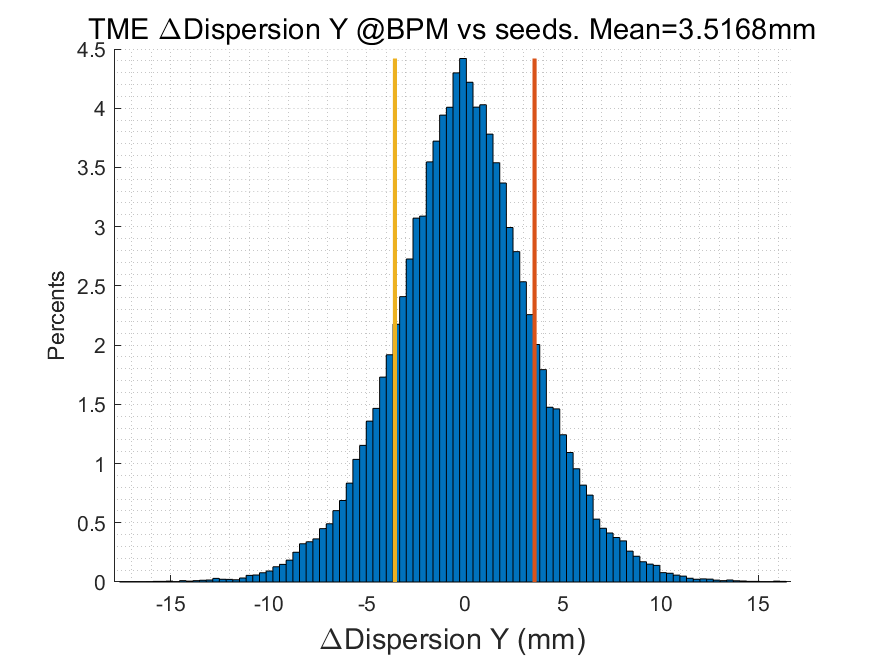 TME ΔDispersion Y @BPM vs seeds. Mean=3.5168mm
4.5
4
3.5
3
2.5
2
1.5
1
0.5
0
Percents
-15 -10 -5 0 5 10 15
ΔDispersion Y (mm)